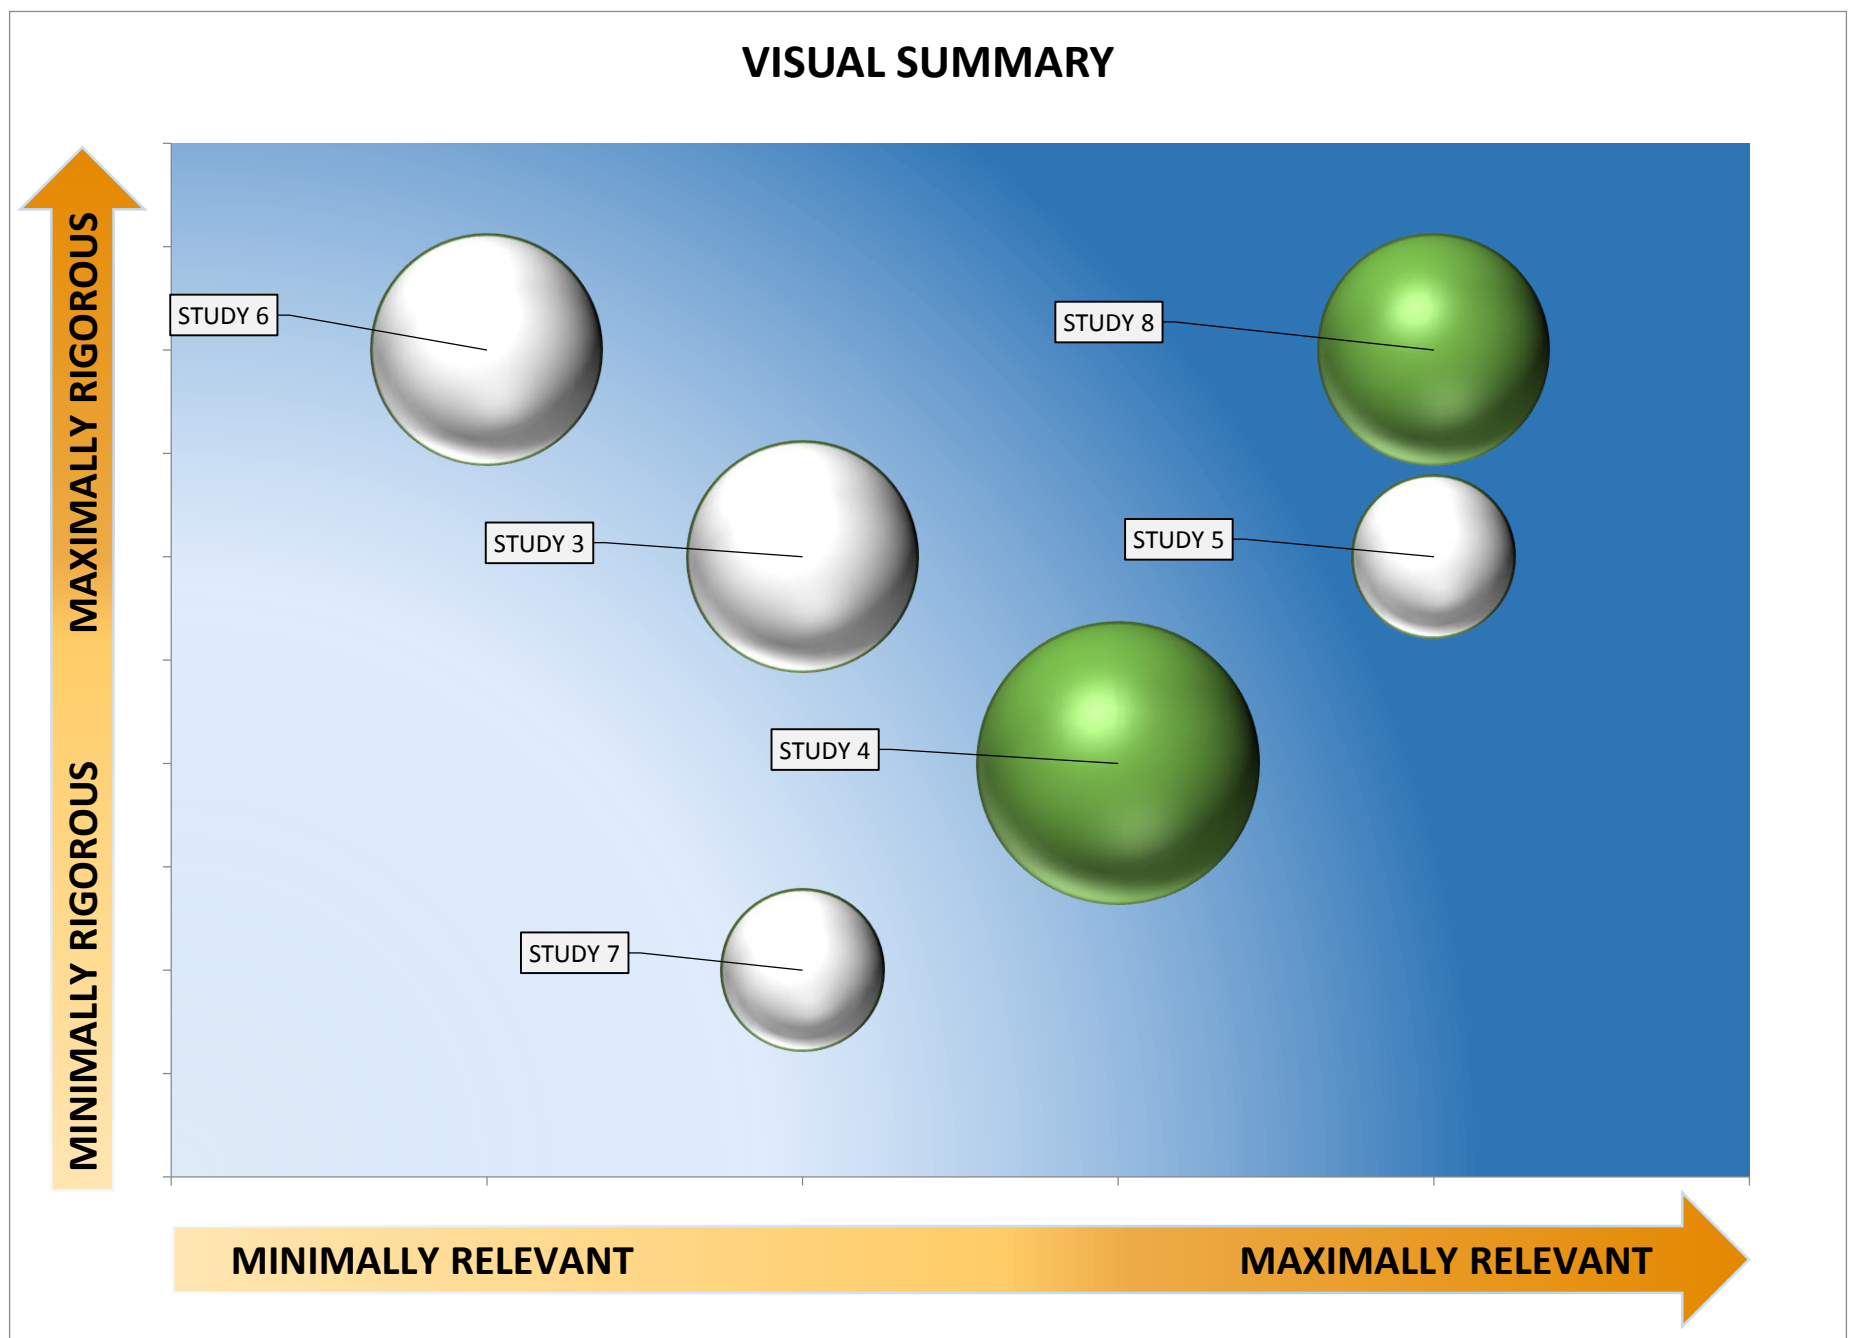 VISUAL SUMMARY
MAXIMALLY RIGOROUS
MINIMALLY RIGOROUS
STUDY 6
STUDY 8
STUDY 3
STUDY 5
STUDY 4
STUDY 7
MINIMALLY RELEVANT
MAXIMALLY RELEVANT